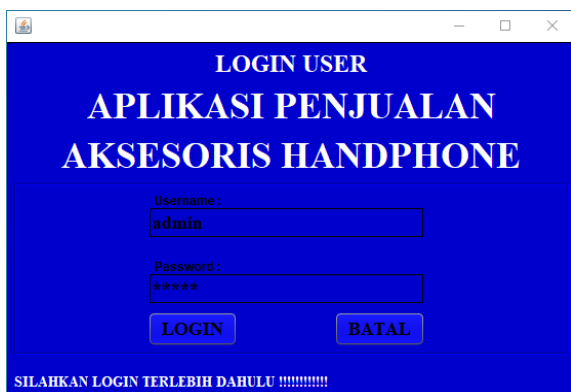 LOGIN USER
APLIKASI PENJUALAN
AKSESORIS HANDPHONE
Username :
admin
Password :
*****
LOGIN BATAL
SILAHKAN LOGIN TERLEBIH DAHULU !!!!!!!!!!!!